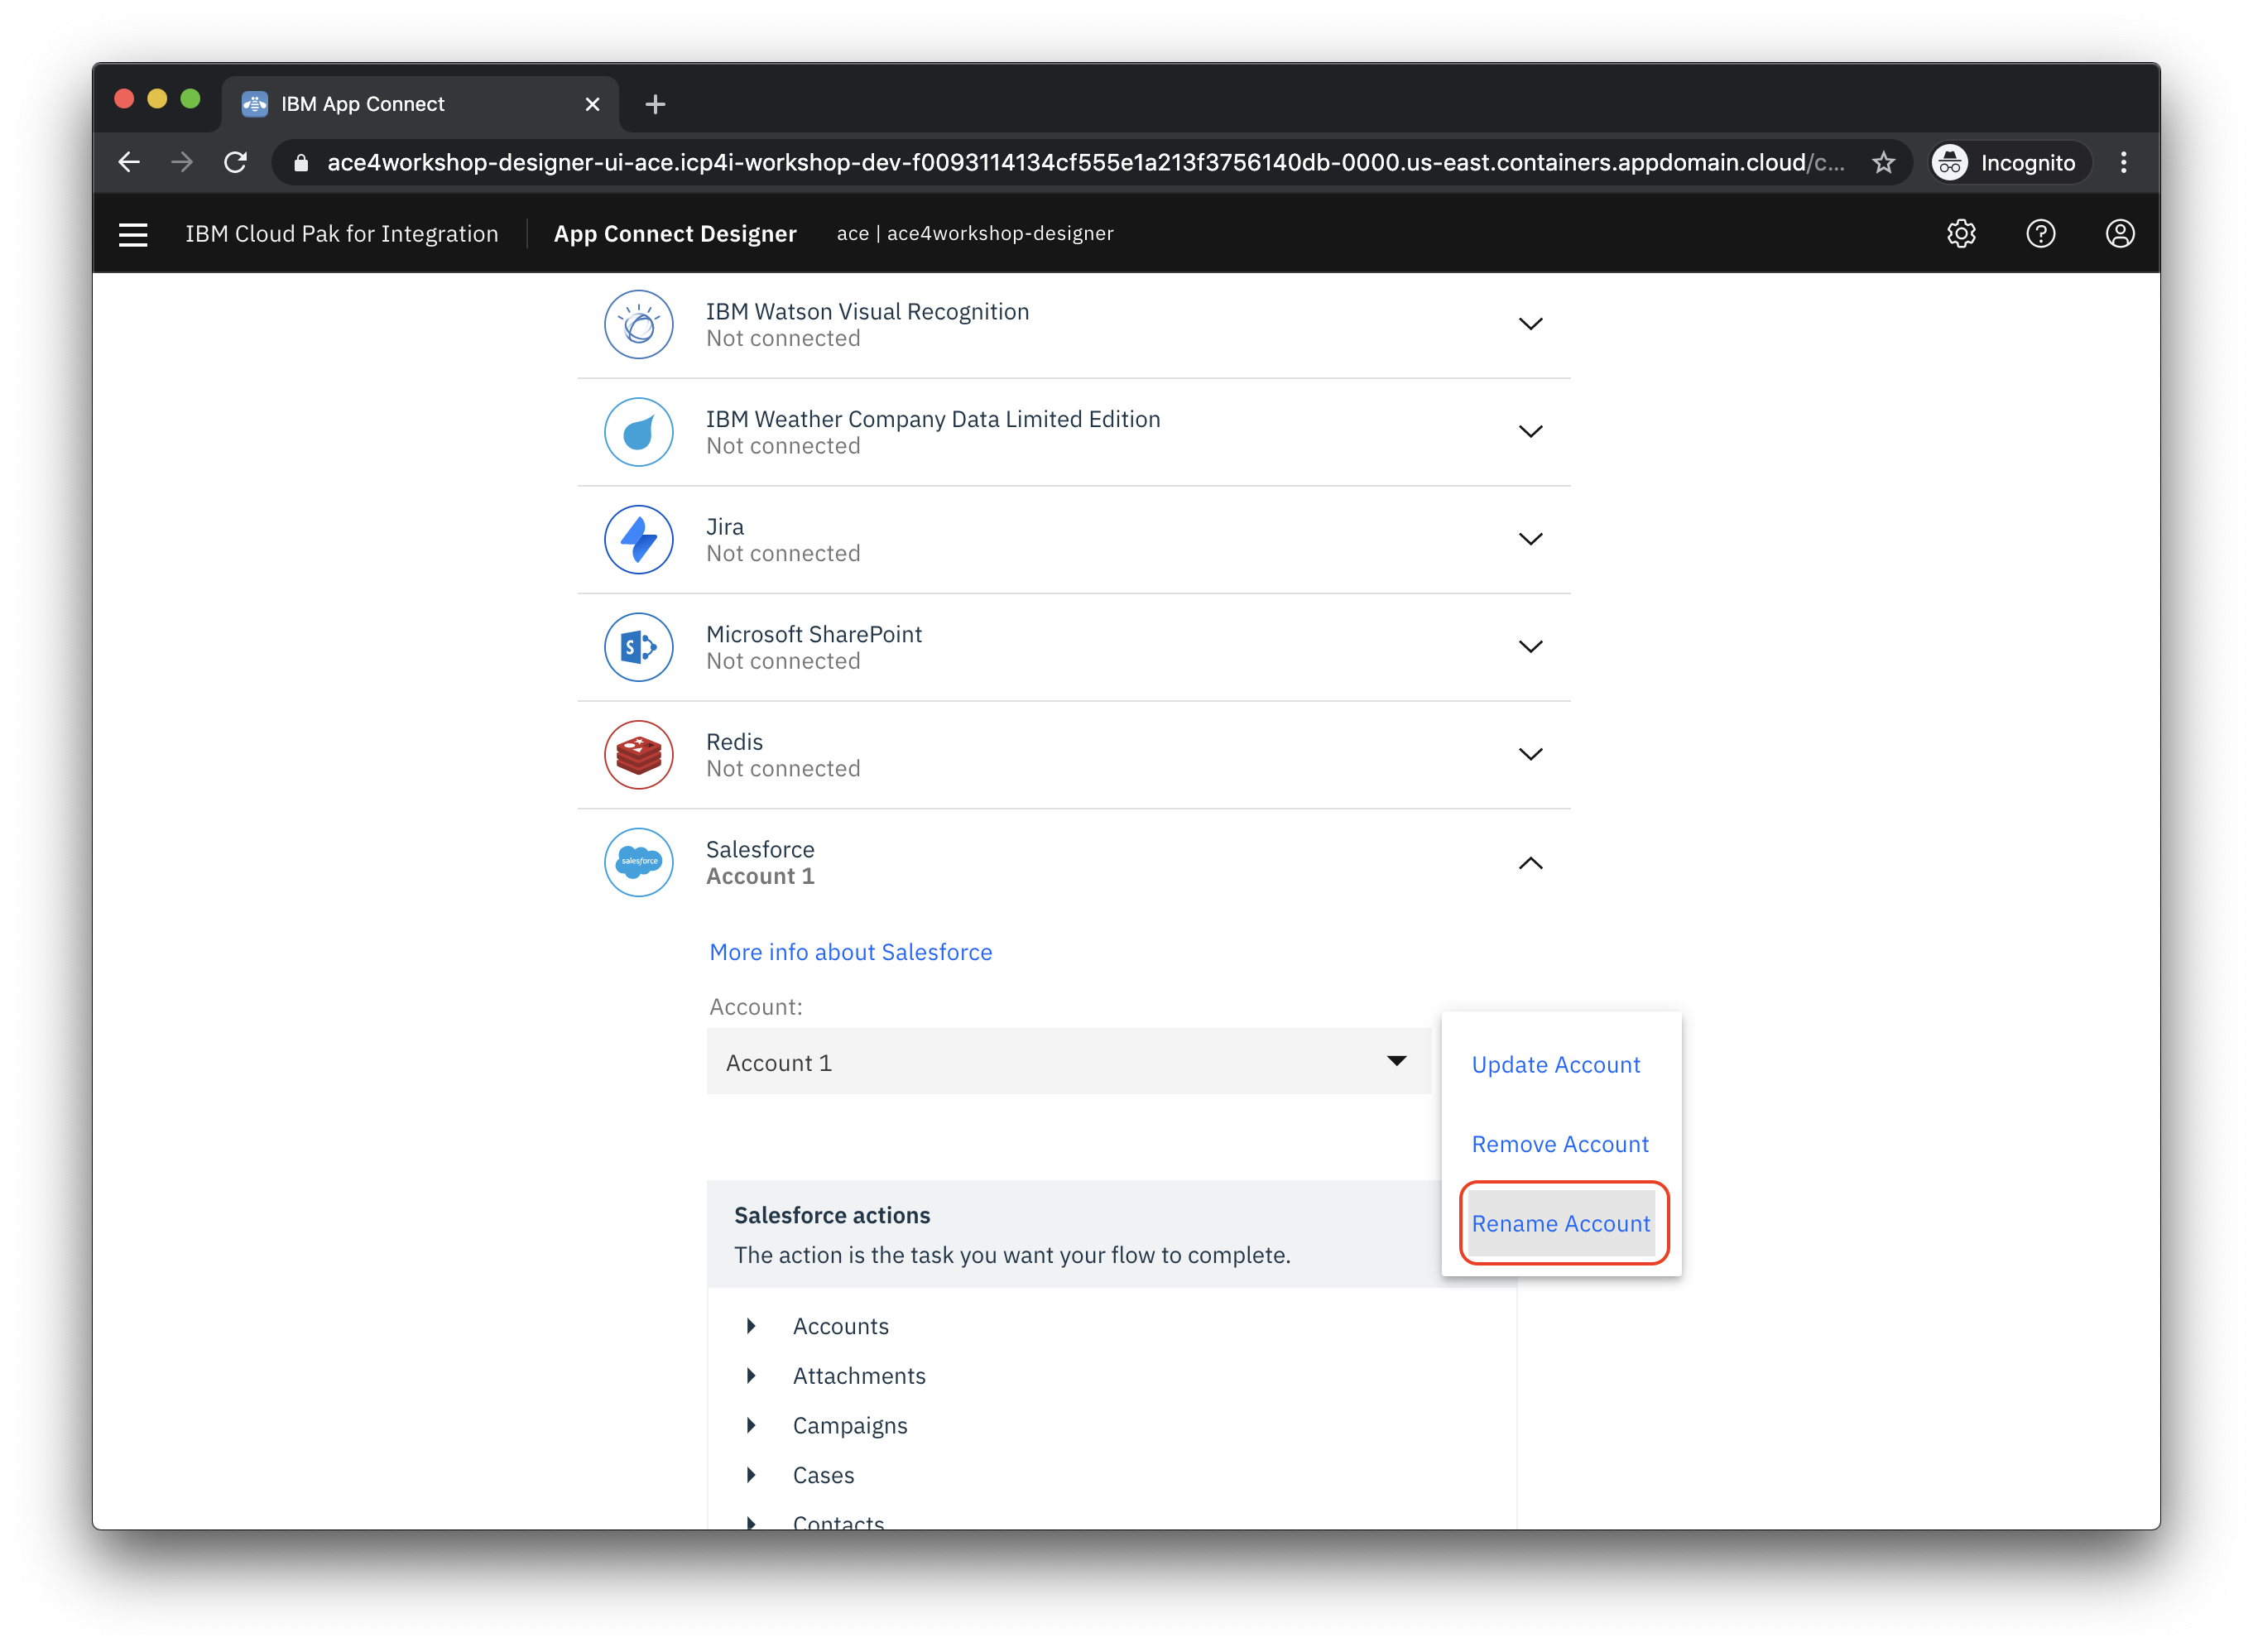 IBM App Connect
ace4workshop-designer-ui-ace.icp4i-workshop-dev-f0093114134cf555e1a213f3756140db-0000.us-east.containers.appdomain.cloud/c...
Incognito
IBM Cloud Pak for Integration
App Connect Designer
ace | ace4workshop-designer
IBM Watson Visual Recognition
Not connected
IBM Weather Company Data Limited Edition
Not connected
Jira
Not connected
S
Microsoft SharePoint
Not connected
Redis
Not connected
salesforce
Salesforce
Account 1
More info about Salesforce
Account:
Account 1
Update Account
Remove Account
Rename Account
Salesforce actions
The action is the task you want your flow to complete.
Accounts
Attachments
Campaigns
Cases
Contacts